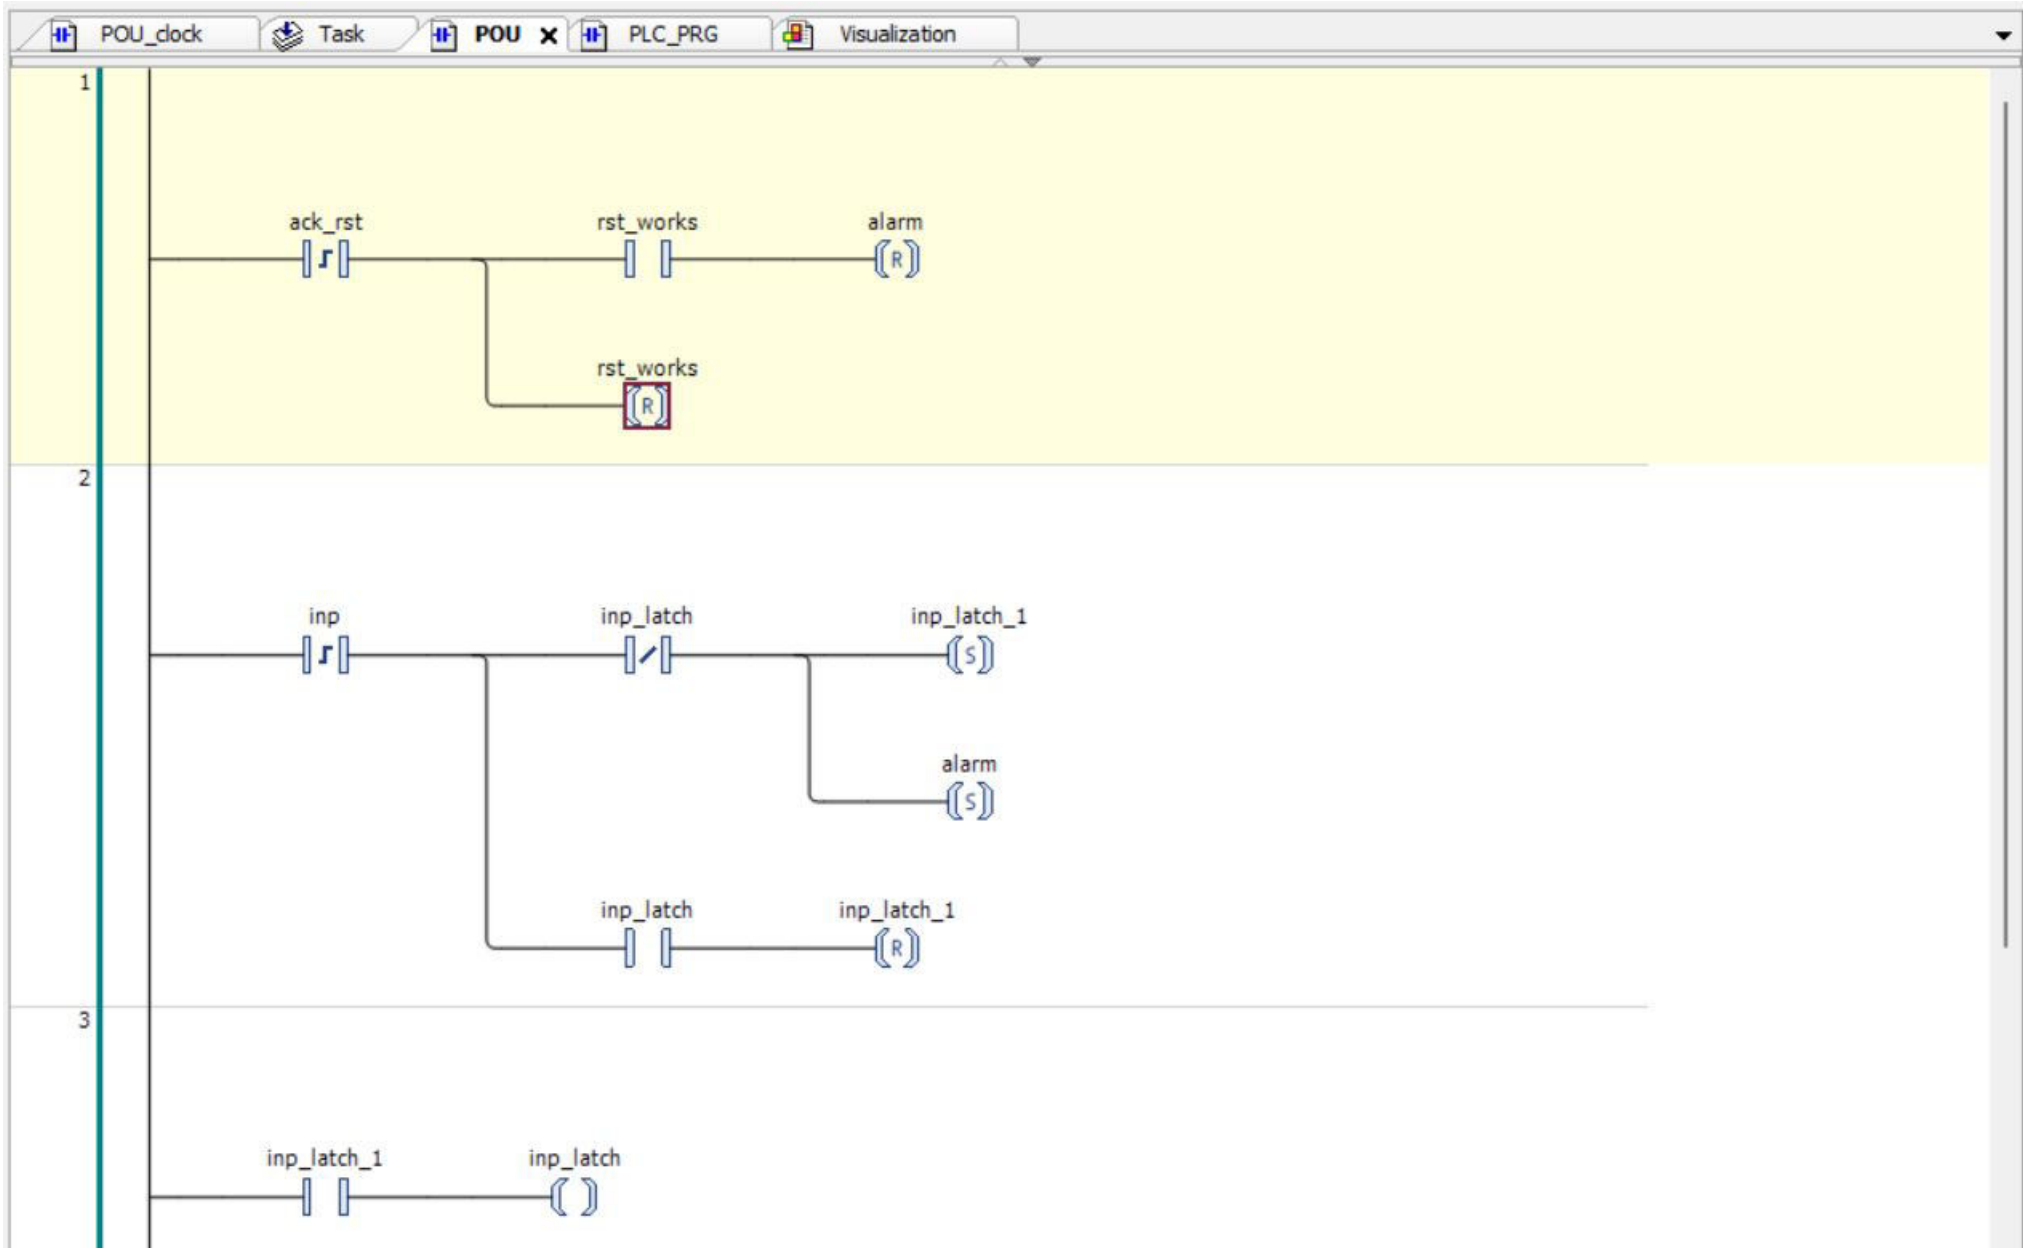 POU_clock Task POU PLC_PRG Visualization
1
ack_rst rst_works alarm
R
rst_works
R
2
inp inp_latch inp_latch_1
S
alarm
S
inp_latch inp_latch_1
R
3
inp_latch_1 inp_latch